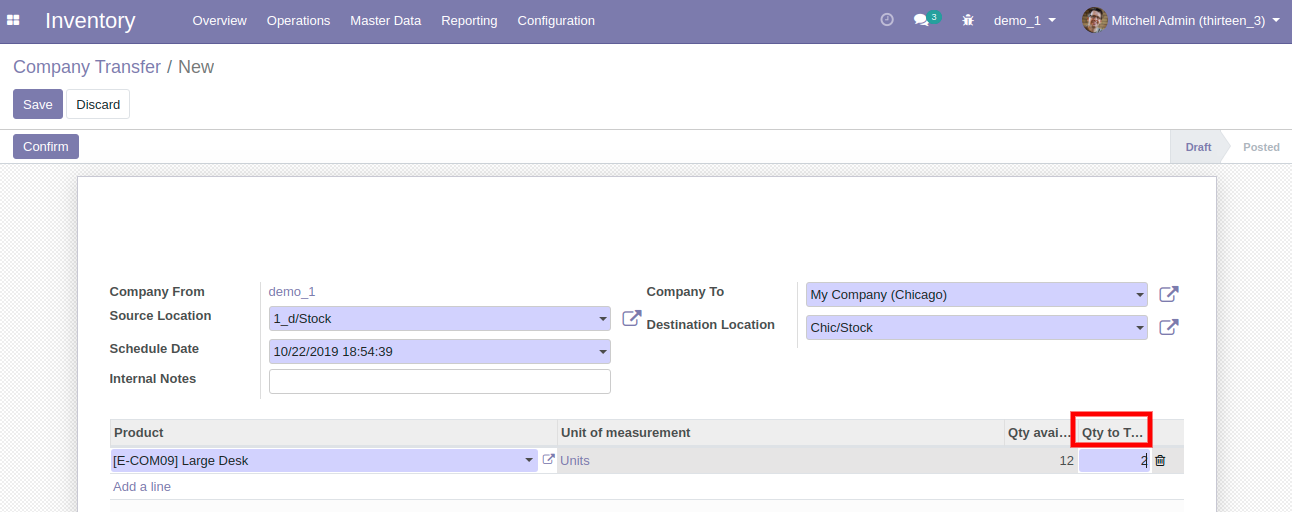 Inventory Overview Operations Master Data Reporting Configuration 3 demo_1 Mitchell Admin (thirteen_3)
Company Transfer / New
Save Discard
Confirm Draft Posted
Company From demo_1 Company To My Company (Chicago)
Source Location 1_d/Stock Destination Location Chic/Stock
Schedule Date 10/22/2019 18:54:39
Internal Notes
Product Unit of measurement Qty avai... Qty to T...
[E-COM09] Large Desk Units 12 2
Add a line